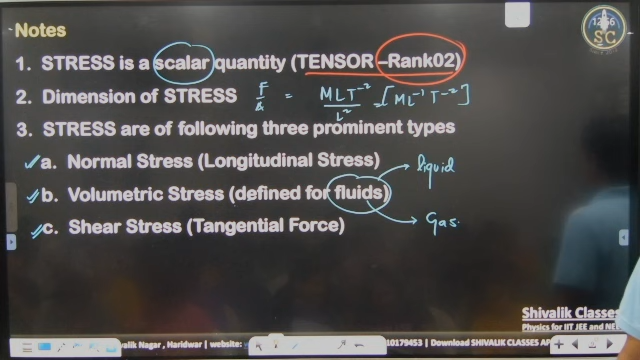 Notes
1. STRESS is a scalar quantity (TENSOR –Rank02)
2. Dimension of STRESS F/A = MLT⁻²/L² = [ML⁻¹T⁻²]
3. STRESS are of following three prominent types
a. Normal Stress (Longitudinal Stress)
b. Volumetric Stress (defined for fluids)
liquid
Gas
c. Shear Stress (Tangential Force)
SC
Shivalik Classes
Physics for IIT JEE and NE
alik Nagar, Haridwar | website:
10179453 | Download SHIVALIK CLASSES AP